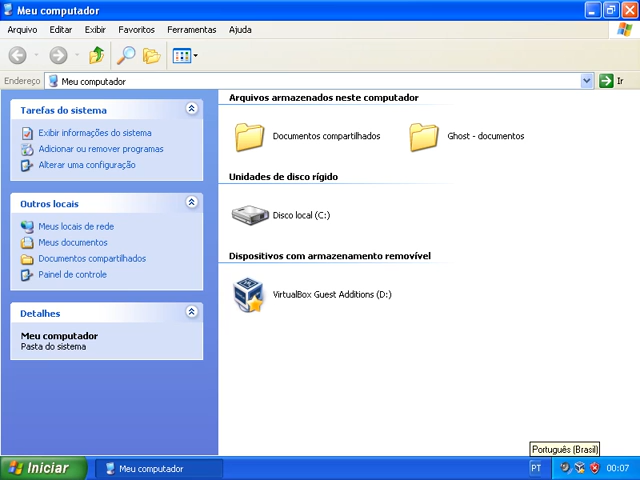 Meu computador
Arquivo Editar Exibir Favoritos Ferramentas Ajuda
Endereço Meu computador Ir
Tarefas do sistema
Exibir informações do sistema
Adicionar ou remover programas
Alterar uma configuração
Outros locais
Meus locais de rede
Meus documentos
Documentos compartilhados
Painel de controle
Detalhes
Meu computador
Pasta do sistema
Arquivos armazenados neste computador
Documentos compartilhados
Ghost - documentos
Unidades de disco rígido
Disco local (C:)
Dispositivos com armazenamento removível
VirtualBox Guest Additions (D:)
Português (Brasil)
Iniciar Meu computador PT 00:07